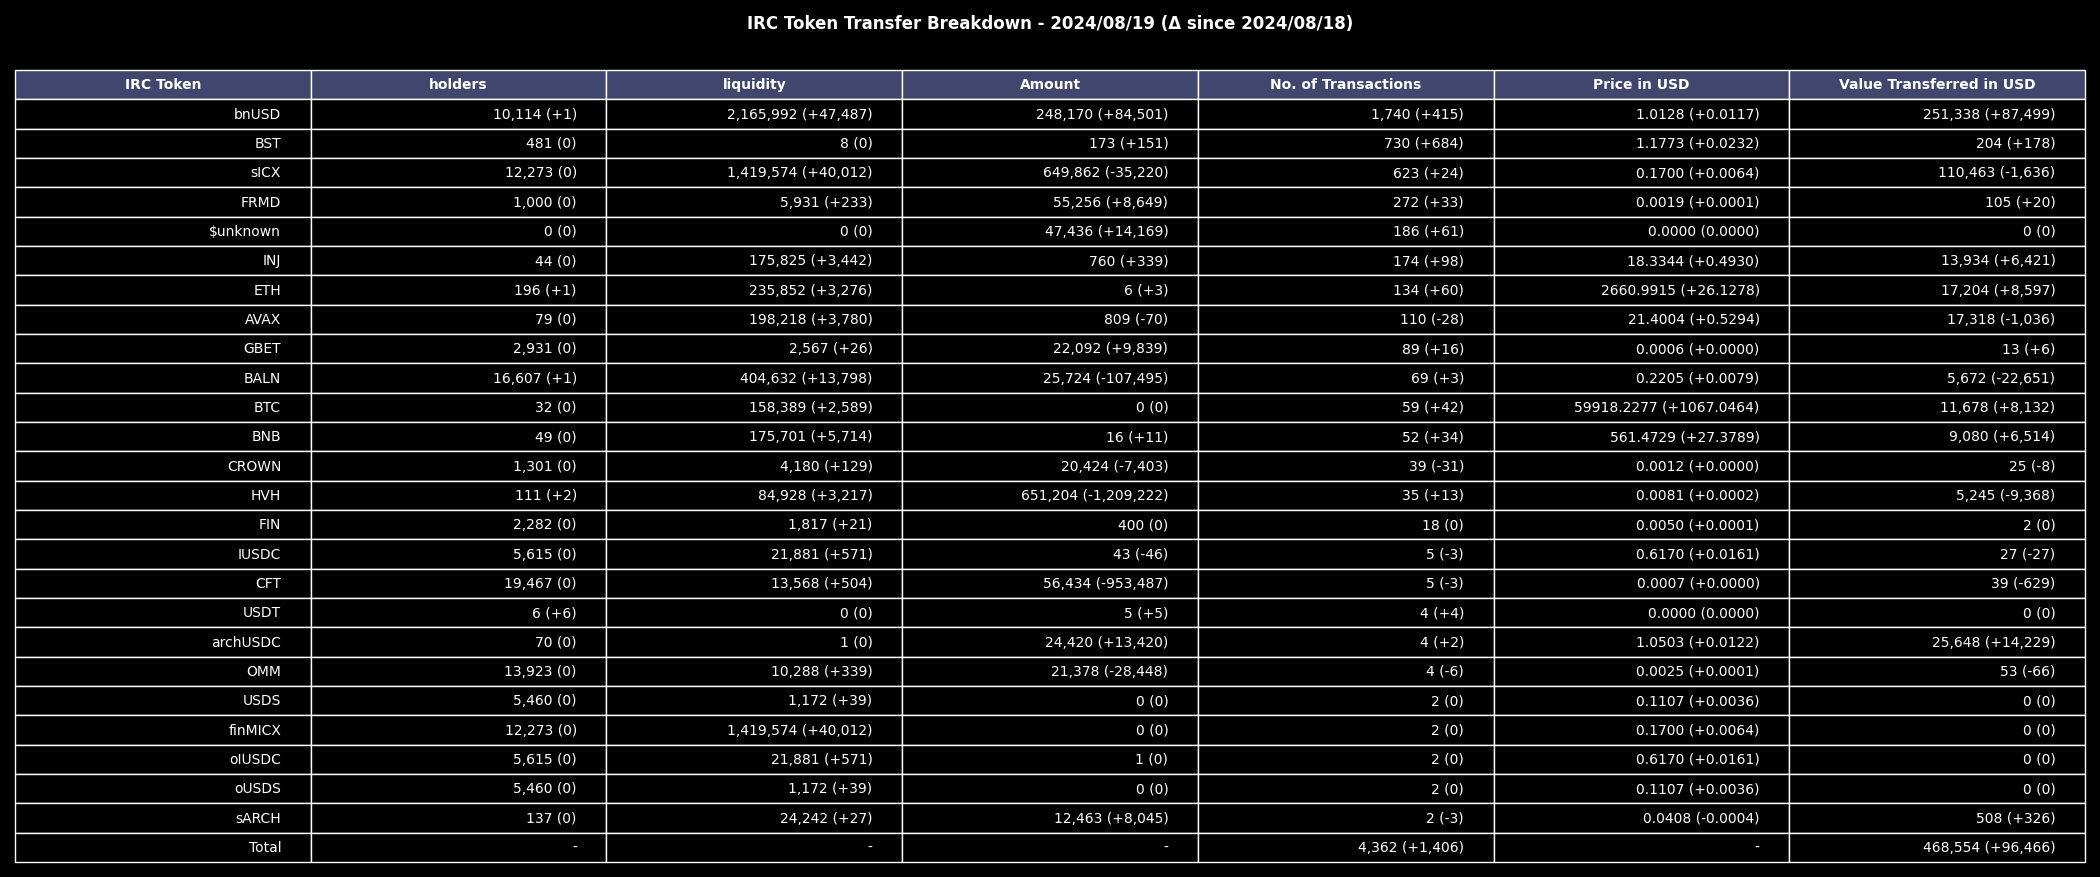 IRC Token Transfer Breakdown - 2024/08/19 (Δ since 2024/08/18)
IRC Token holders liquidity Amount No. of Transactions Price in USD Value Transferred in USD
bnUSD 10,114 (+1) 2,165,992 (+47,487) 248,170 (+84,501) 1,740 (+415) 1.0128 (+0.0117) 251,338 (+87,499)
BST 481 (0) 8 (0) 173 (+151) 730 (+684) 1.1773 (+0.0232) 204 (+178)
sICX 12,273 (0) 1,419,574 (+40,012) 649,862 (-35,220) 623 (+24) 0.1700 (+0.0064) 110,463 (-1,636)
FRMD 1,000 (0) 5,931 (+233) 55,256 (+8,649) 272 (+33) 0.0019 (+0.0001) 105 (+20)
$unknown 0 (0) 0 (0) 47,436 (+14,169) 186 (+61) 0.0000 (0.0000) 0 (0)
INJ 44 (0) 175,825 (+3,442) 760 (+339) 174 (+98) 18.3344 (+0.4930) 13,934 (+6,421)
ETH 196 (+1) 235,852 (+3,276) 6 (+3) 134 (+60) 2660.9915 (+26.1278) 17,204 (+8,597)
AVAX 79 (0) 198,218 (+3,780) 809 (-70) 110 (-28) 21.4004 (+0.5294) 17,318 (-1,036)
GBET 2,931 (0) 2,567 (+26) 22,092 (+9,839) 89 (+16) 0.0006 (+0.0000) 13 (+6)
BALN 16,607 (+1) 404,632 (+13,798) 25,724 (-107,495) 69 (+3) 0.2205 (+0.0079) 5,672 (-22,651)
BTC 32 (0) 158,389 (+2,589) 0 (0) 59 (+42) 59918.2277 (+1067.0464) 11,678 (+8,132)
BNB 49 (0) 175,701 (+5,714) 16 (+11) 52 (+34) 561.4729 (+27.3789) 9,080 (+6,514)
CROWN 1,301 (0) 4,180 (+129) 20,424 (-7,403) 39 (-31) 0.0012 (+0.0000) 25 (-8)
HVH 111 (+2) 84,928 (+3,217) 651,204 (-1,209,222) 35 (+13) 0.0081 (+0.0002) 5,245 (-9,368)
FIN 2,282 (0) 1,817 (+21) 400 (0) 18 (0) 0.0050 (+0.0001) 2 (0)
IUSDC 5,615 (0) 21,881 (+571) 43 (-46) 5 (-3) 0.6170 (+0.0161) 27 (-27)
CFT 19,467 (0) 13,568 (+504) 56,434 (-953,487) 5 (-3) 0.0007 (+0.0000) 39 (-629)
USDT 6 (+6) 0 (0) 5 (+5) 4 (+4) 0.0000 (0.0000) 0 (0)
archUSDC 70 (0) 1 (0) 24,420 (+13,420) 4 (+2) 1.0503 (+0.0122) 25,648 (+14,229)
OMM 13,923 (0) 10,288 (+339) 21,378 (-28,448) 4 (-6) 0.0025 (+0.0001) 53 (-66)
USDS 5,460 (0) 1,172 (+39) 0 (0) 2 (0) 0.1107 (+0.0036) 0 (0)
finMICX 12,273 (0) 1,419,574 (+40,012) 0 (0) 2 (0) 0.1700 (+0.0064) 0 (0)
oIUSDC 5,615 (0) 21,881 (+571) 1 (0) 2 (0) 0.6170 (+0.0161) 0 (0)
oUSDS 5,460 (0) 1,172 (+39) 0 (0) 2 (0) 0.1107 (+0.0036) 0 (0)
sARCH 137 (0) 24,242 (+27) 12,463 (+8,045) 2 (-3) 0.0408 (-0.0004) 508 (+326)
Total - - - 4,362 (+1,406) - 468,554 (+96,466)